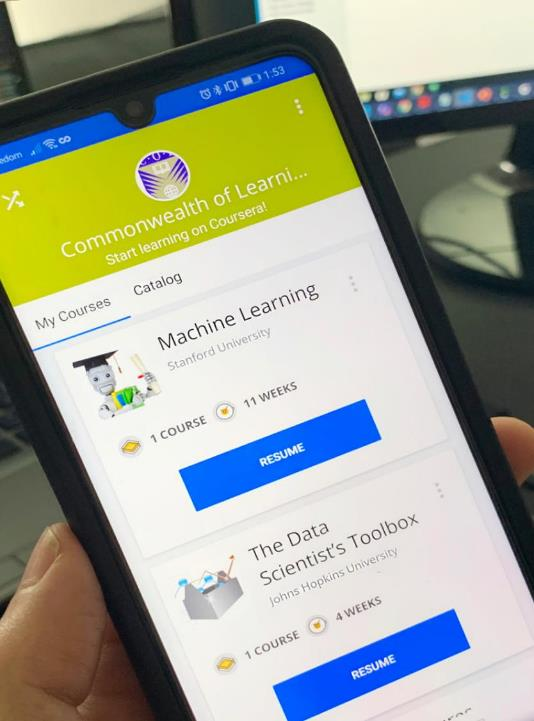 edom
1:53
Commonwealth of Learni...
Start learning on Coursera!
My Courses
Catalog
Machine Learning
Stanford University
1 COURSE
11 WEEKS
RESUME
The Data
Scientist's Toolbox
Johns Hopkins University
1 COURSE
4 WEEKS
RESUME